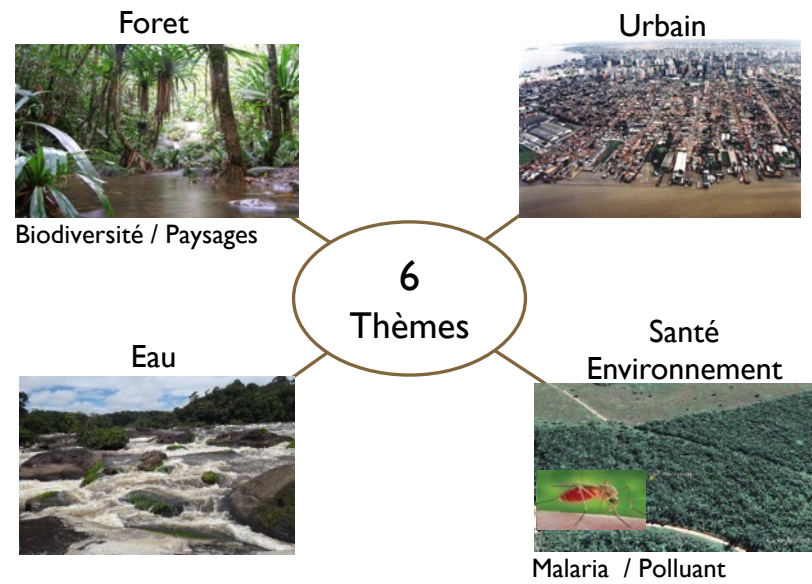 Foret
Urbain
Biodiversité / Paysages
6
Thèmes
Eau
Santé
Environnement
Malaria / Polluant